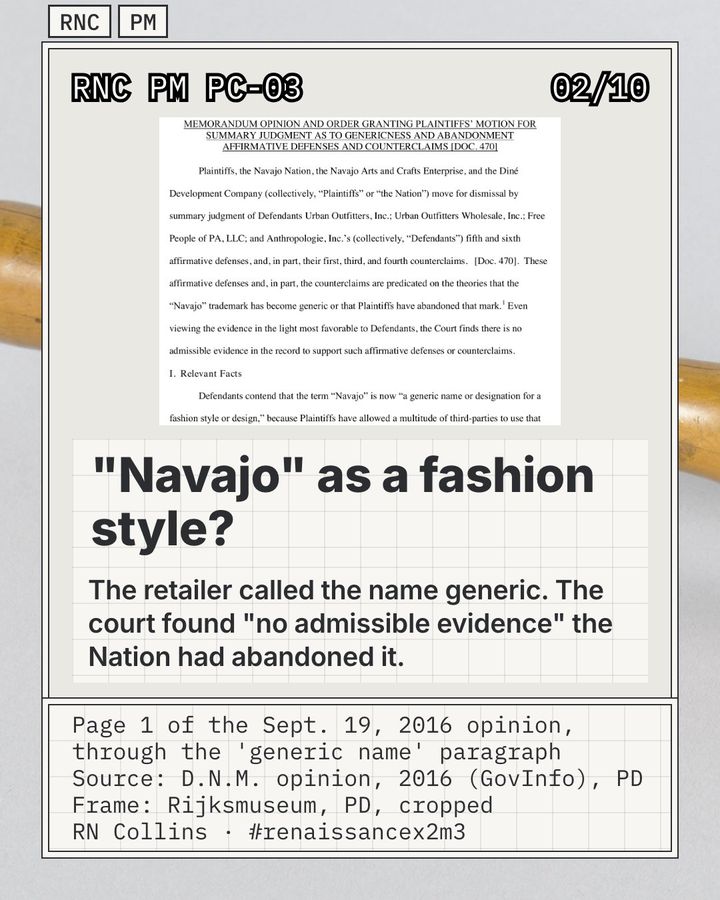 RNC PM
RNC PM PC-03 02/10
MEMORANDUM OPINION AND ORDER GRANTING PLAINTIFFS' MOTION FOR
SUMMARY JUDGMENT AS TO GENERICNESS AND ABANDONMENT
AFFIRMATIVE DEFENSES AND COUNTERCLAIMS [DOC. 470]
Plaintiffs, the Navajo Nation, the Navajo Arts and Crafts Enterprise, and the Diné
Development Company (collectively, “Plaintiffs” or “the Nation”) move for dismissal by
summary judgment of Defendants Urban Outfitters, Inc.; Urban Outfitters Wholesale, Inc.; Free
People of PA, LLC; and Anthropologie, Inc.'s (collectively, “Defendants”) fifth and sixth
affirmative defenses, and, in part, their first, third, and fourth counterclaims. [Doc. 470]. These
affirmative defenses and, in part, the counterclaims are predicated on the theories that the
“Navajo” trademark has become generic or that Plaintiffs have abandoned that mark.1 Even
viewing the evidence in the light most favorable to Defendants, the Court finds there is no
admissible evidence in the record to support such affirmative defenses or counterclaims.
I. Relevant Facts
Defendants contend that the term “Navajo” is now “a generic name or designation for a
fashion style or design,” because Plaintiffs have allowed a multitude of third-parties to use that
"Navajo" as a fashion
style?
The retailer called the name generic. The
court found "no admissible evidence" the
Nation had abandoned it.
Page 1 of the Sept. 19, 2016 opinion,
through the 'generic name' paragraph
Source: D.N.M. opinion, 2016 (GovInfo), PD
Frame: Rijksmuseum, PD, cropped
RN Collins · #renaissancex2m3